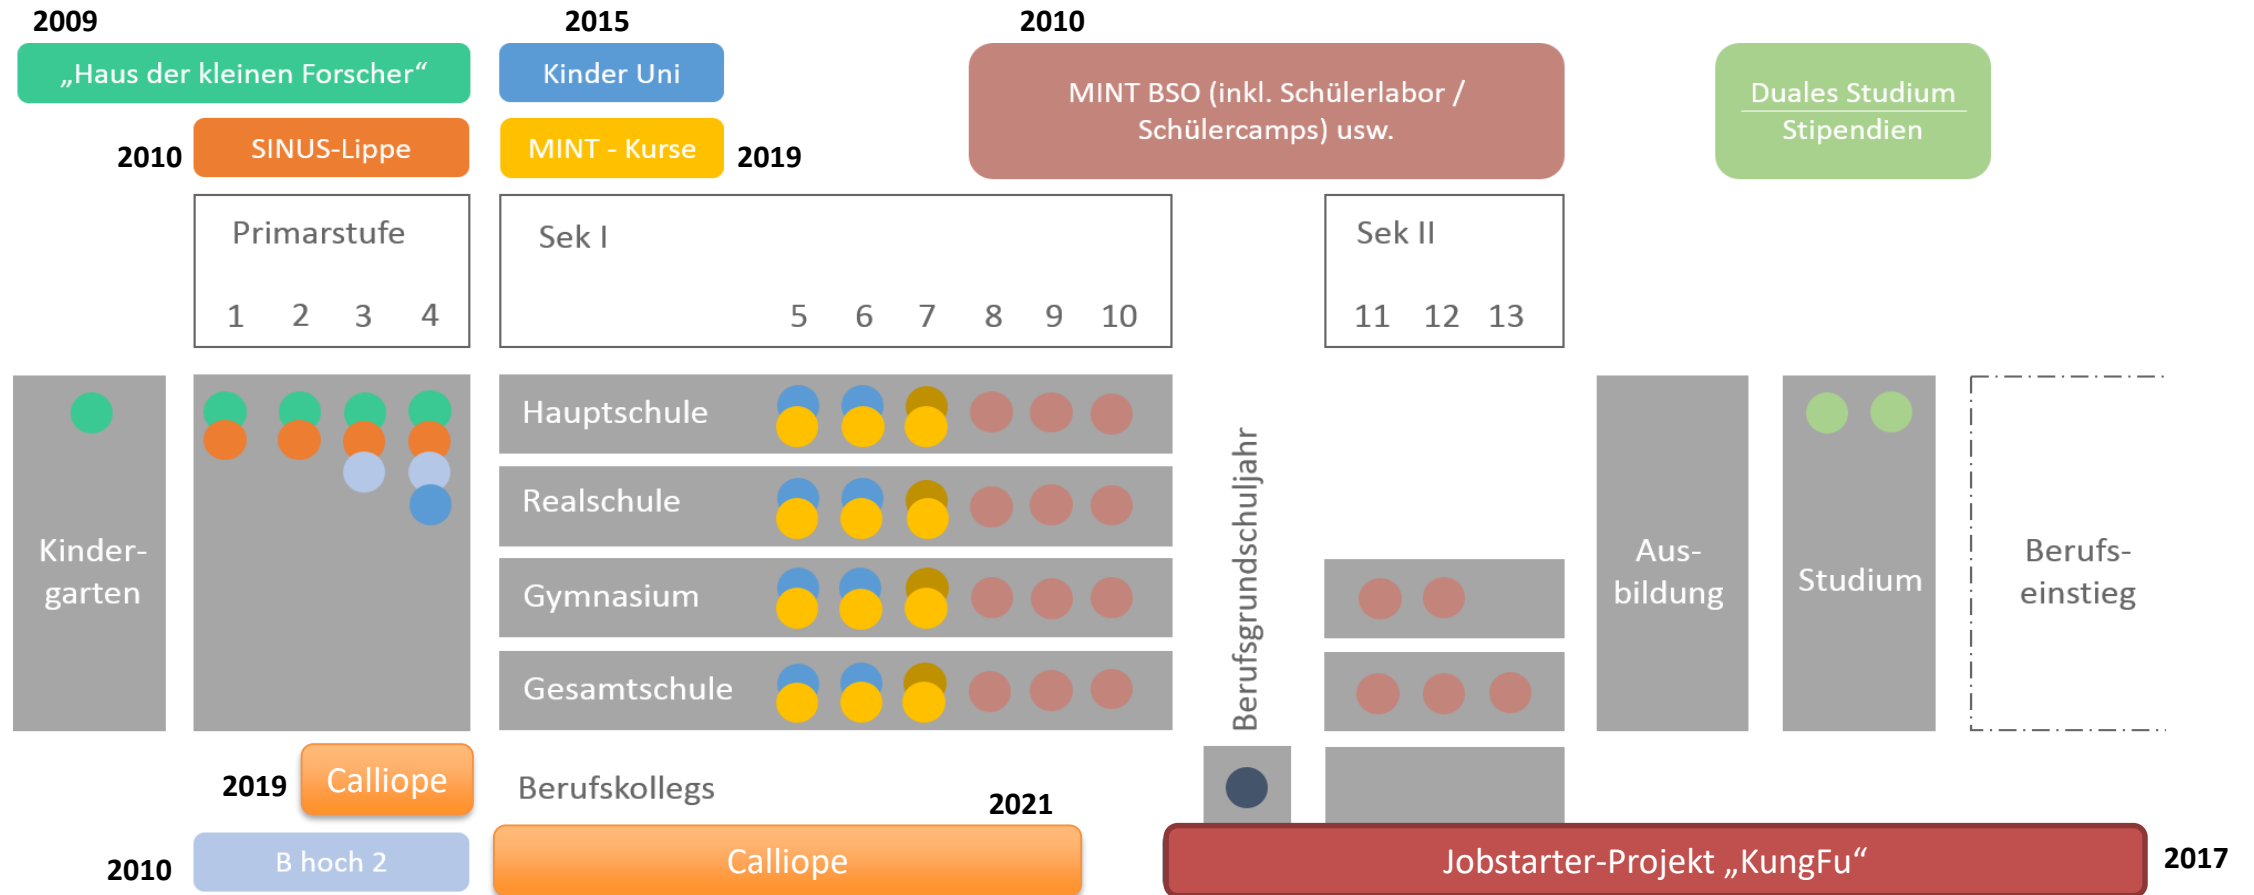 2009
2015
2010
„Haus der kleinen Forscher“
Kinder Uni
MINT BSO (inkl. Schülerlabor /
Schülercamps) usw.
Duales Studium
Stipendien
2010
SINUS-Lippe
MINT - Kurse
2019
Primarstufe
Sek I
Sek II
1 2 3 4
5 6 7 8 9 10
11 12 13
Hauptschule
Realschule
Gymnasium
Gesamtschule
Kinder-
garten
Berufsgrundschuljahr
Aus-
bildung
Studium
Berufs-
einstieg
2019
Calliope
Berufskollegs
2021
2010
B hoch 2
Calliope
Jobstarter-Projekt „KungFu“
2017